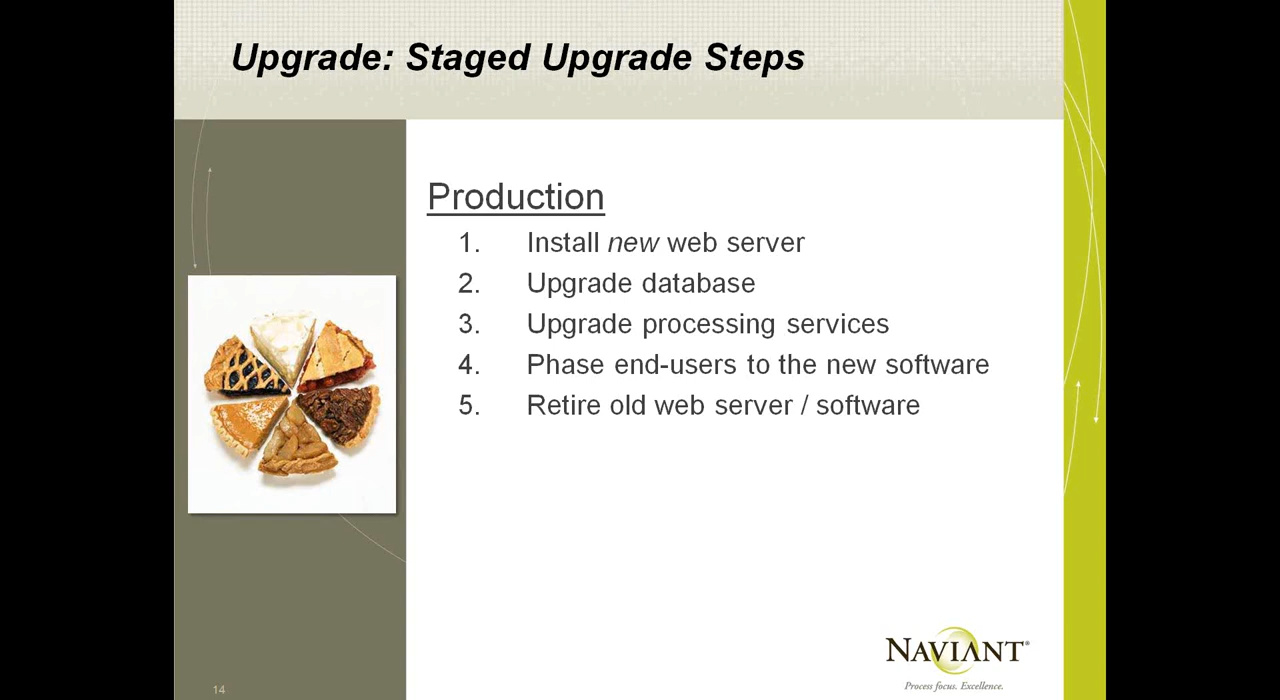 Upgrade: Staged Upgrade Steps
Production
1. Install new web server
2. Upgrade database
3. Upgrade processing services
4. Phase end-users to the new software
5. Retire old web server / software
NAVIANT®
Process focus. Excellence.
14